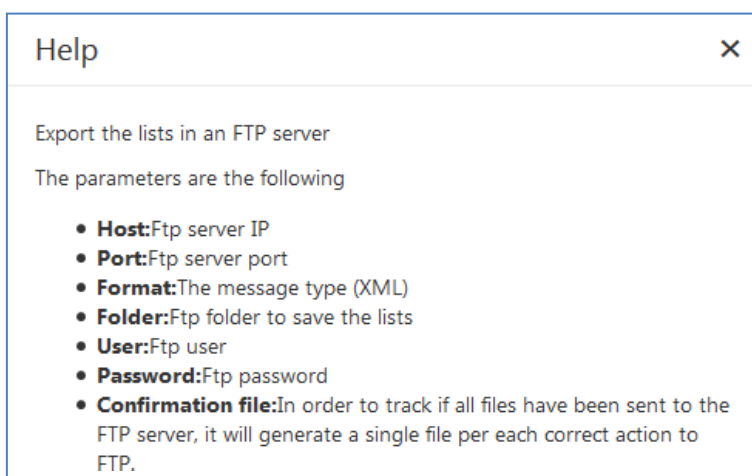 Help
Export the lists in an FTP server
The parameters are the following
Host:Ftp server IP
Port:Ftp server port
Format:The message type (XML)
Folder:Ftp folder to save the lists
User:Ftp user
Password:Ftp password
Confirmation file:In order to track if all files have been sent to the
FTP server, it will generate a single file per each correct action to
FTP.